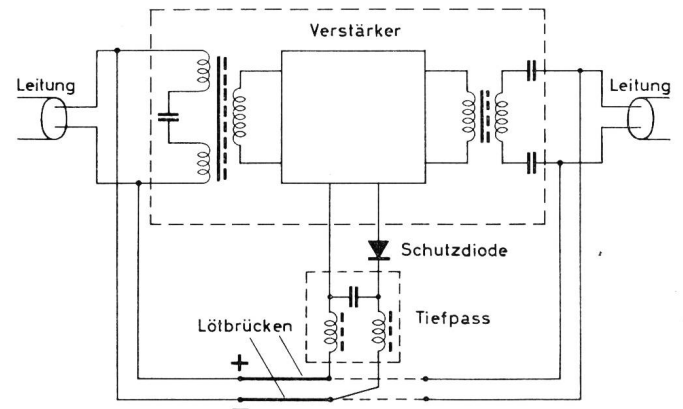 Verstärker
Leitung
Leitung
Schutzdiode
Tiefpass
Lötbrücken
+
−